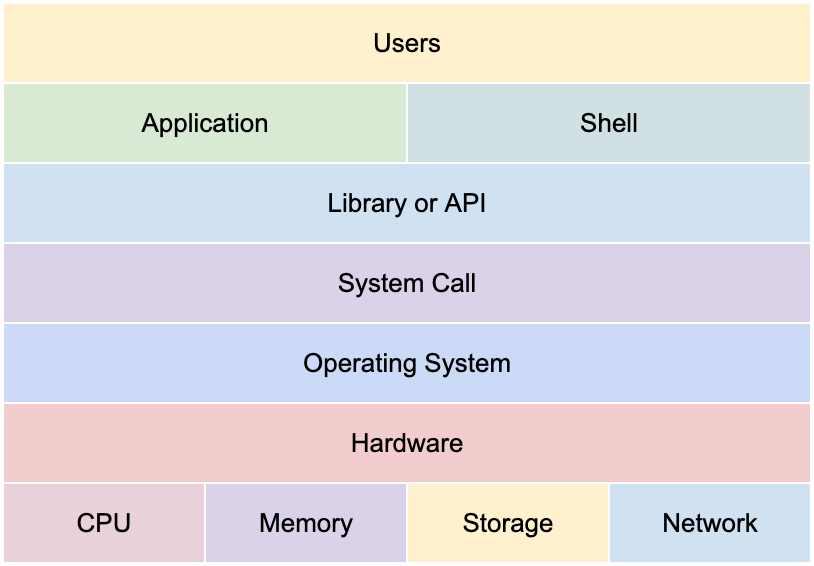 Users
Application
Shell
Library or API
System Call
Operating System
Hardware
CPU
Memory
Storage
Network